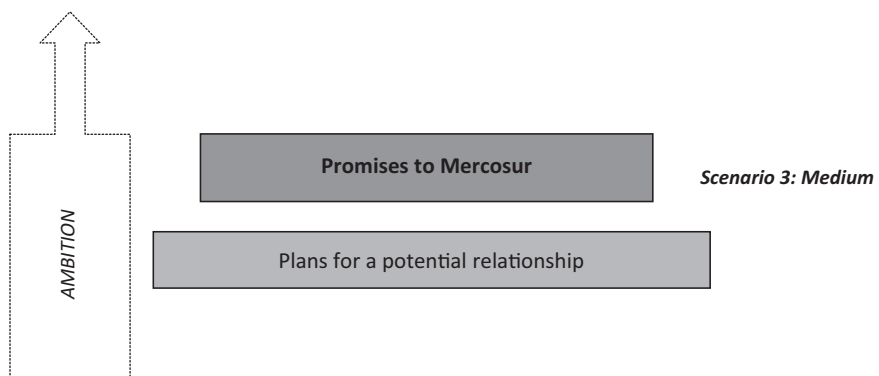 Promises to Mercosur
Scenario 3: Medium
AMBITION
Plans for a potential relationship